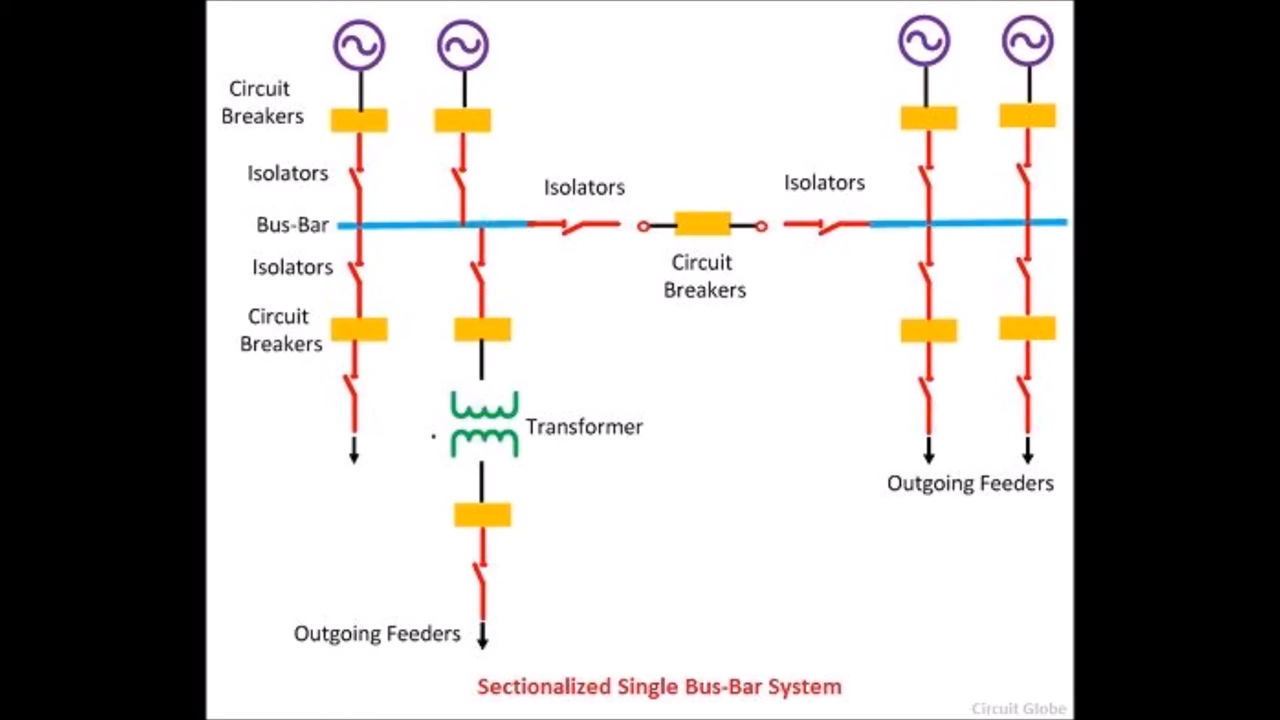 Circuit
Breakers
Isolators
Isolators
Isolators
Bus-Bar
Isolators
Circuit
Breakers
Circuit
Breakers
Transformer
Outgoing Feeders
Outgoing Feeders
Sectionalized Single Bus-Bar System
Circuit Globe